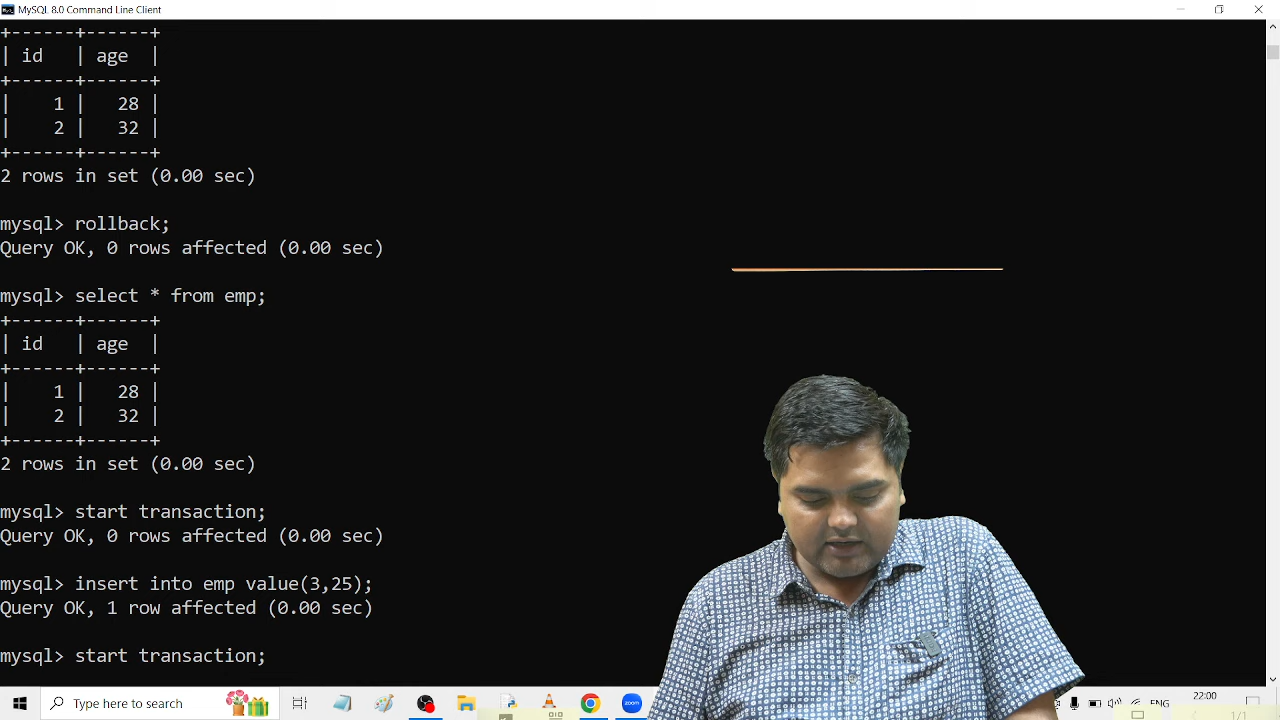 MySQL 8.0 Command Line Client
+------+------+
| id   | age  |
+------+------+
|    1 |   28 |
|    2 |   32 |
+------+------+
2 rows in set (0.00 sec)
mysql> rollback;
Query OK, 0 rows affected (0.00 sec)
mysql> select * from emp;
+------+------+
| id   | age  |
+------+------+
|    1 |   28 |
|    2 |   32 |
+------+------+
2 rows in set (0.00 sec)
mysql> start transaction;
Query OK, 0 rows affected (0.00 sec)
mysql> insert into emp value(3,25);
Query OK, 1 row affected (0.00 sec)
mysql> start transaction;
Type here to search
zoom
ENG
22:00
1/1